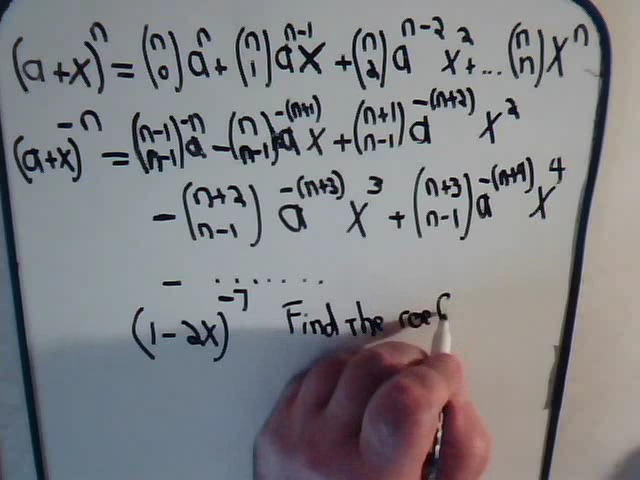 (a+x)^n = (n 0) a^n + (n 1) a^{n-1} x + (n 2) a^{n-2} x^2 + ... (n n) x^n
(a+x)^{-n} = (n-1 n-1) a^{-n} - (n n-1) a^{-(n+1)} x + (n+1 n-1) a^{-(n+2)} x^2
- (n+2 n-1) a^{-(n+3)} x^3 + (n+3 n-1) a^{-(n+4)} x^4
- .......
(1-2x)^{-7} Find the coef